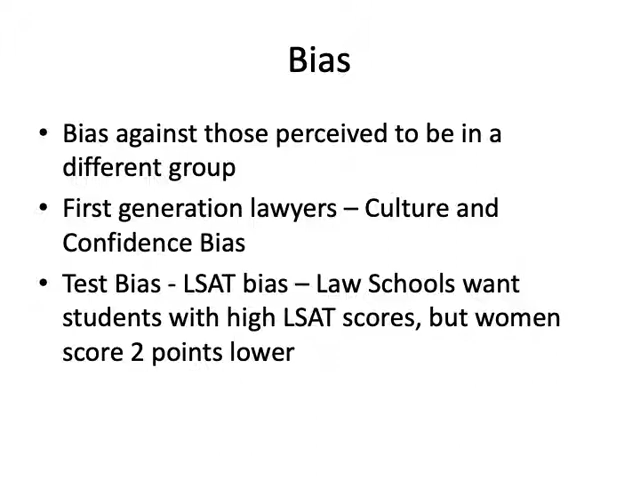 Bias
• Bias against those perceived to be in a
different group
• First generation lawyers – Culture and
Confidence Bias
• Test Bias - LSAT bias – Law Schools want
students with high LSAT scores, but women
score 2 points lower